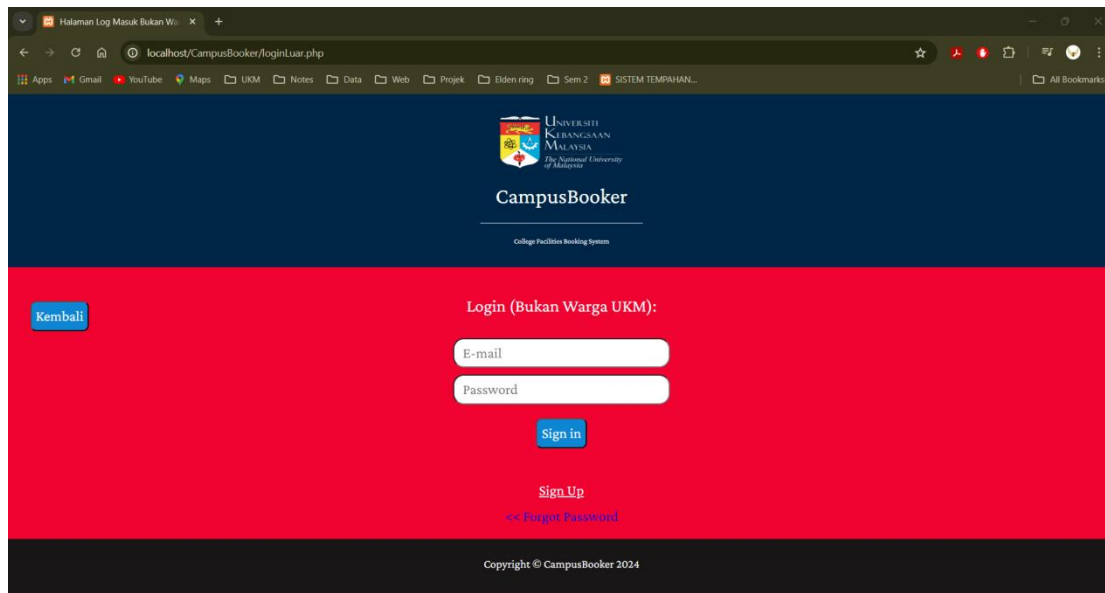 Halaman Log Masuk Bukan Wa
localhost/CampusBooker/loginLuar.php
Apps Gmail YouTube Maps UKM Notes Data Web Projek Elden ring Sem 2 SISTEM TEMPAHAN... All Bookmarks
UNIVERSITI
KEBANGSAAN
MALAYSIA
The National University
of Malaysia
CampusBooker
College Facilities Booking System
Kembali
Login (Bukan Warga UKM):
E-mail
Password
Sign in
Sign Up
<< Forgot Password
Copyright © CampusBooker 2024